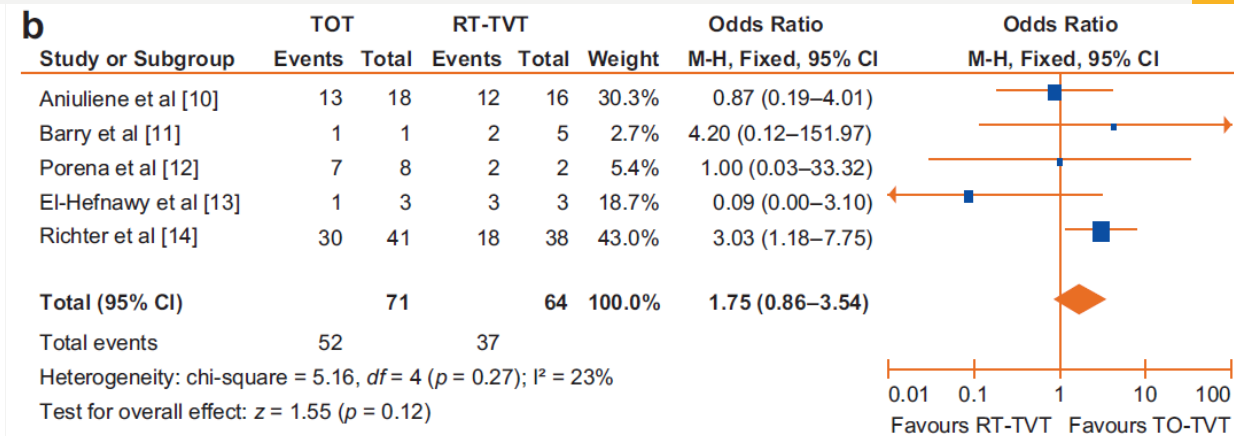 b
TOT RT-TVT Odds Ratio Odds Ratio
Study or Subgroup Events Total Events Total Weight M-H, Fixed, 95% CI M-H, Fixed, 95% CI
Aniuliene et al [10] 13 18 12 16 30.3% 0.87 (0.19–4.01)
Barry et al [11] 1 1 2 5 2.7% 4.20 (0.12–151.97)
Porena et al [12] 7 8 2 2 5.4% 1.00 (0.03–33.32)
El-Hefnawy et al [13] 1 3 3 3 18.7% 0.09 (0.00–3.10)
Richter et al [14] 30 41 18 38 43.0% 3.03 (1.18–7.75)
Total (95% CI) 71 64 100.0% 1.75 (0.86–3.54)
Total events 52 37
Heterogeneity: chi-square = 5.16, df = 4 (p = 0.27); I² = 23%
Test for overall effect: z = 1.55 (p = 0.12)
0.01 0.1 1 10 100
Favours RT-TVT Favours TO-TVT